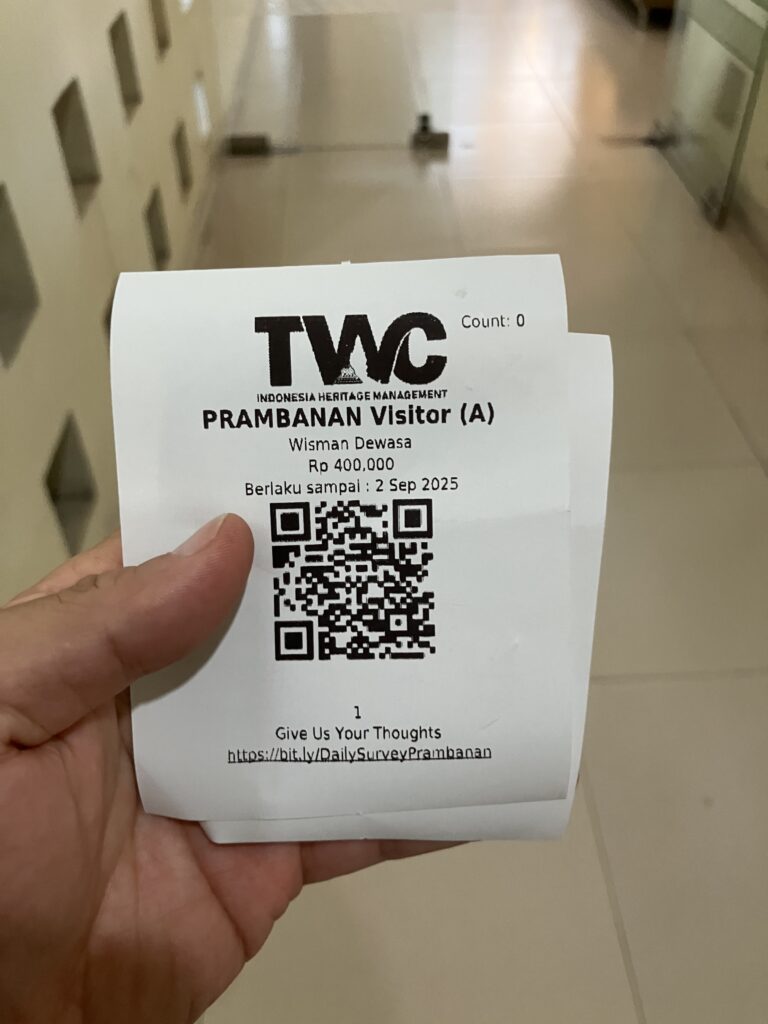 TWC
Count: 0
INDONESIA HERITAGE MANAGEMENT
PRAMBANAN Visitor (A)
Wisman Dewasa
Rp 400,000
Berlaku sampai : 2 Sep 2025
1
Give Us Your Thoughts
https://bit.ly/DailySurveyPrambanan